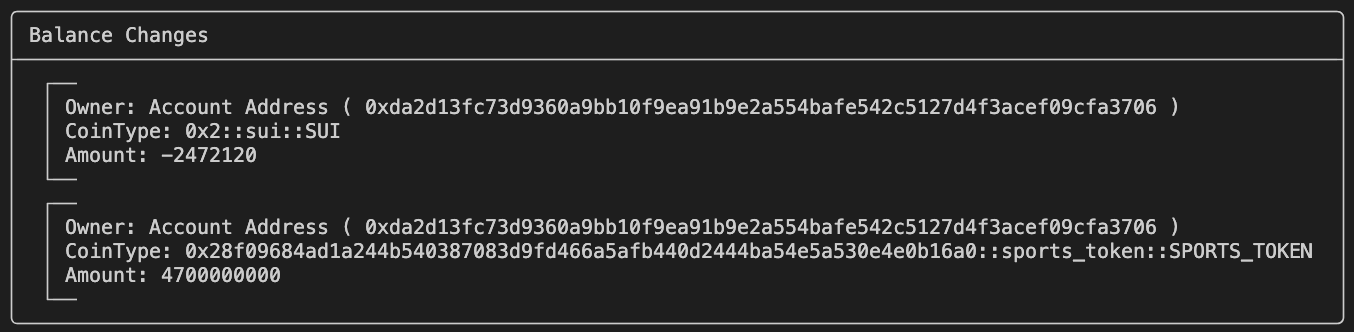 Balance Changes
Owner: Account Address ( 0xda2d13fc73d9360a9bb10f9ea91b9e2a554bafe542c5127d4f3acef09cfa3706 )
CoinType: 0x2::sui::SUI
Amount: -2472120
Owner: Account Address ( 0xda2d13fc73d9360a9bb10f9ea91b9e2a554bafe542c5127d4f3acef09cfa3706 )
CoinType: 0x28f09684ad1a244b540387083d9fd466a5afb440d2444ba54e5a530e4e0b16a0::sports_token::SPORTS_TOKEN
Amount: 4700000000